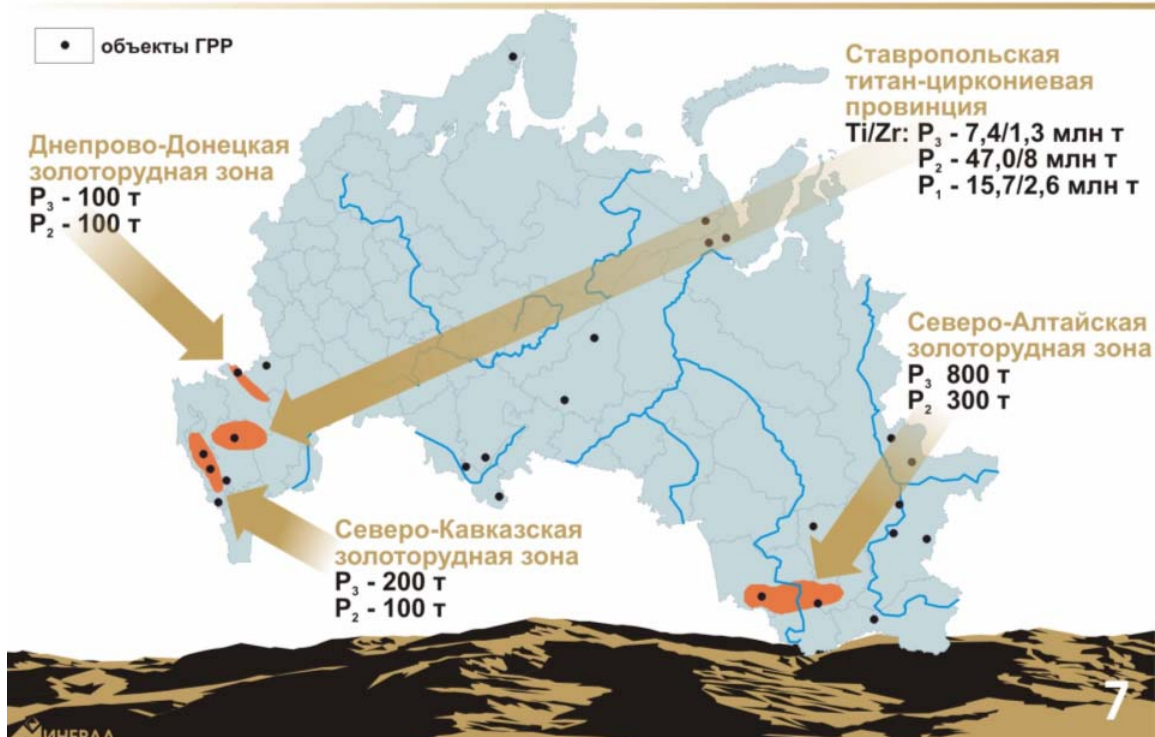 объекты ГРР
Ставропольская
титан-циркониевая
провинция
Ti/Zr: P₃ - 7,4/1,3 млн т
P₂ - 47,0/8 млн т
P₁ - 15,7/2,6 млн т
Днепрово-Донецкая
золоторудная зона
P₃ - 100 т
P₂ - 100 т
Северо-Алтайская
золоторудная зона
P₃ 800 т
P₂ 300 т
Северо-Кавказская
золоторудная зона
P₃ - 200 т
P₂ - 100 т
7